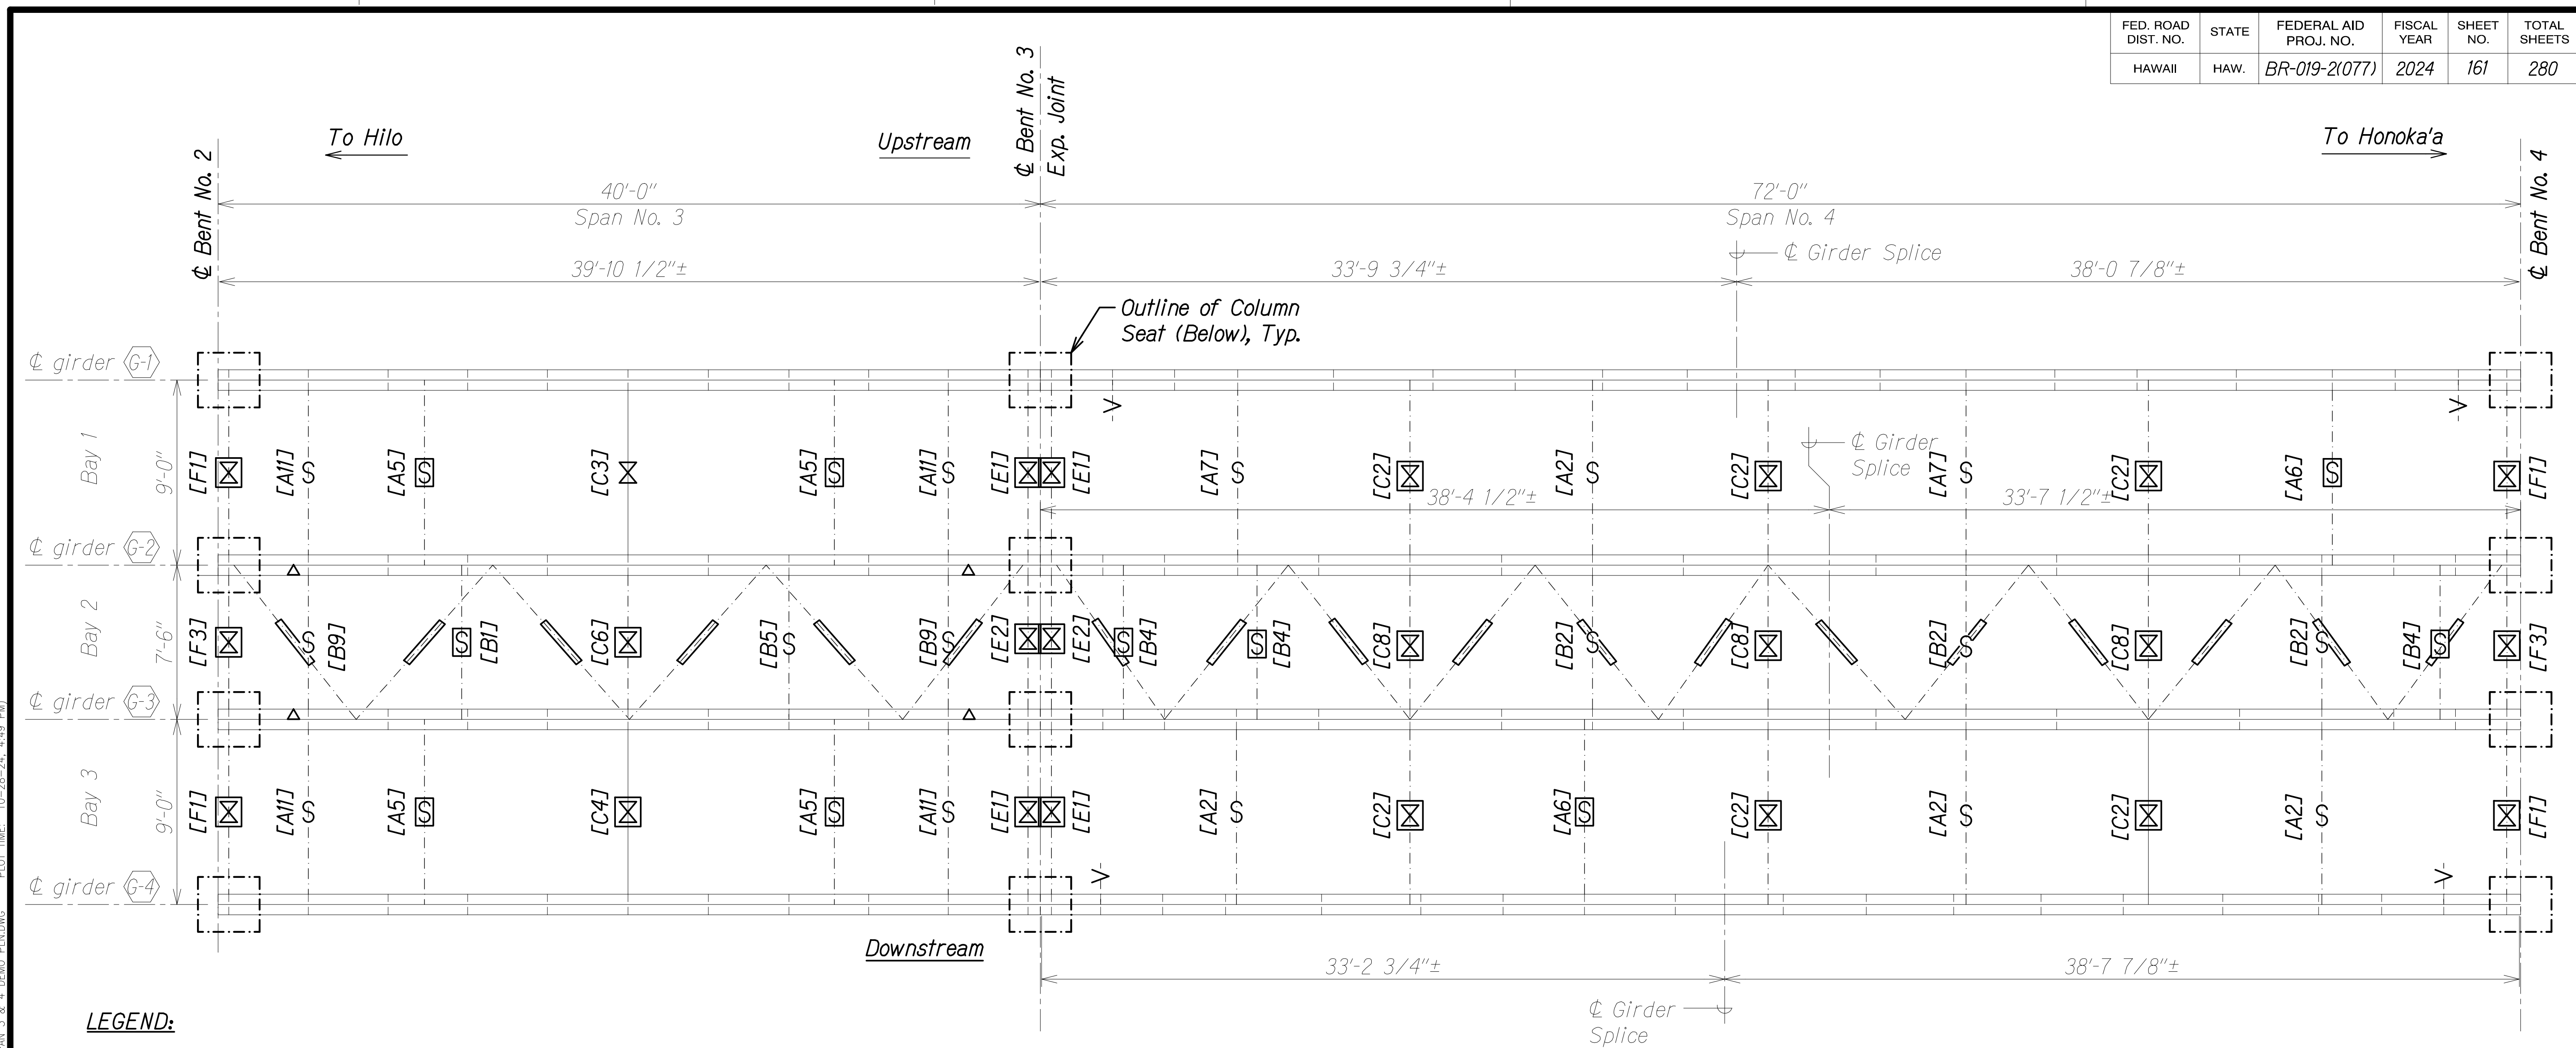 FED. ROAD DIST. NO.
STATE
FEDERAL AID PROJ. NO.
FISCAL YEAR
SHEET NO.
TOTAL SHEETS
HAWAII
HAW.
BR-019-2(077)
2024
161
280
℄ Bent No. 2
To Hilo
Upstream
℄ Bent No. 3
Exp. Joint
To Honoka'a
℄ Bent No. 4
40'-0"
Span No. 3
72'-0"
Span No. 4
℄ Girder Splice
39'-10 1/2"±
33'-9 3/4"±
38'-0 7/8"±
Outline of Column
Seat (Below), Typ.
℄ girder G-1
V
V
Bay 1
9'-0"
[F1]
[A11] S
[A5] S
[C3]
[A5] S
[A11] S
[E1]
[E1]
[A7] S
[C2]
[A2] S
[C2]
℄ Girder
Splice
[A7] S
[C2]
[A6] S
[F1]
38'-4 1/2"±
33'-7 1/2"±
℄ girder G-2
Bay 2
7'-6"
[F3]
S [B9]
S [B1]
[C6]
[B5] S
[B9] S
[E2]
[E2]
S [B4]
S [B4]
[C8]
[B2] S
[C8]
[B2] S
[C8]
[B2] S
[B4] S
[F3]
℄ girder G-3
Bay 3
9'-0"
[F1]
[A11] S
[A5] S
[C4]
[A5] S
[A11] S
[E1]
[E1]
[A2] S
[C2]
[A6] S
[C2]
[A2] S
[C2]
[A2] S
[F1]
℄ girder G-4
V
V
Downstream
33'-2 3/4"±
38'-7 7/8"±
℄ Girder
Splice
LEGEND: